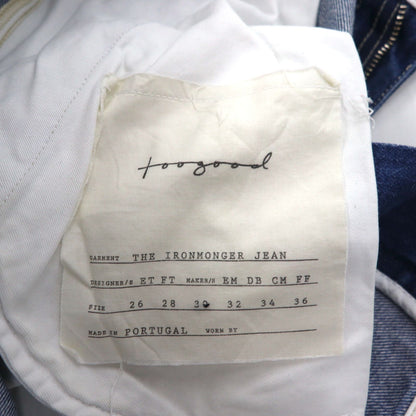 toogood
GARMENT THE IRONMONGER JEAN
DESIGNER/S ET FT MAKER/S EM DB CM FF
SIZE 26 28 30 32 34 36
MADE IN PORTUGAL WORN BY